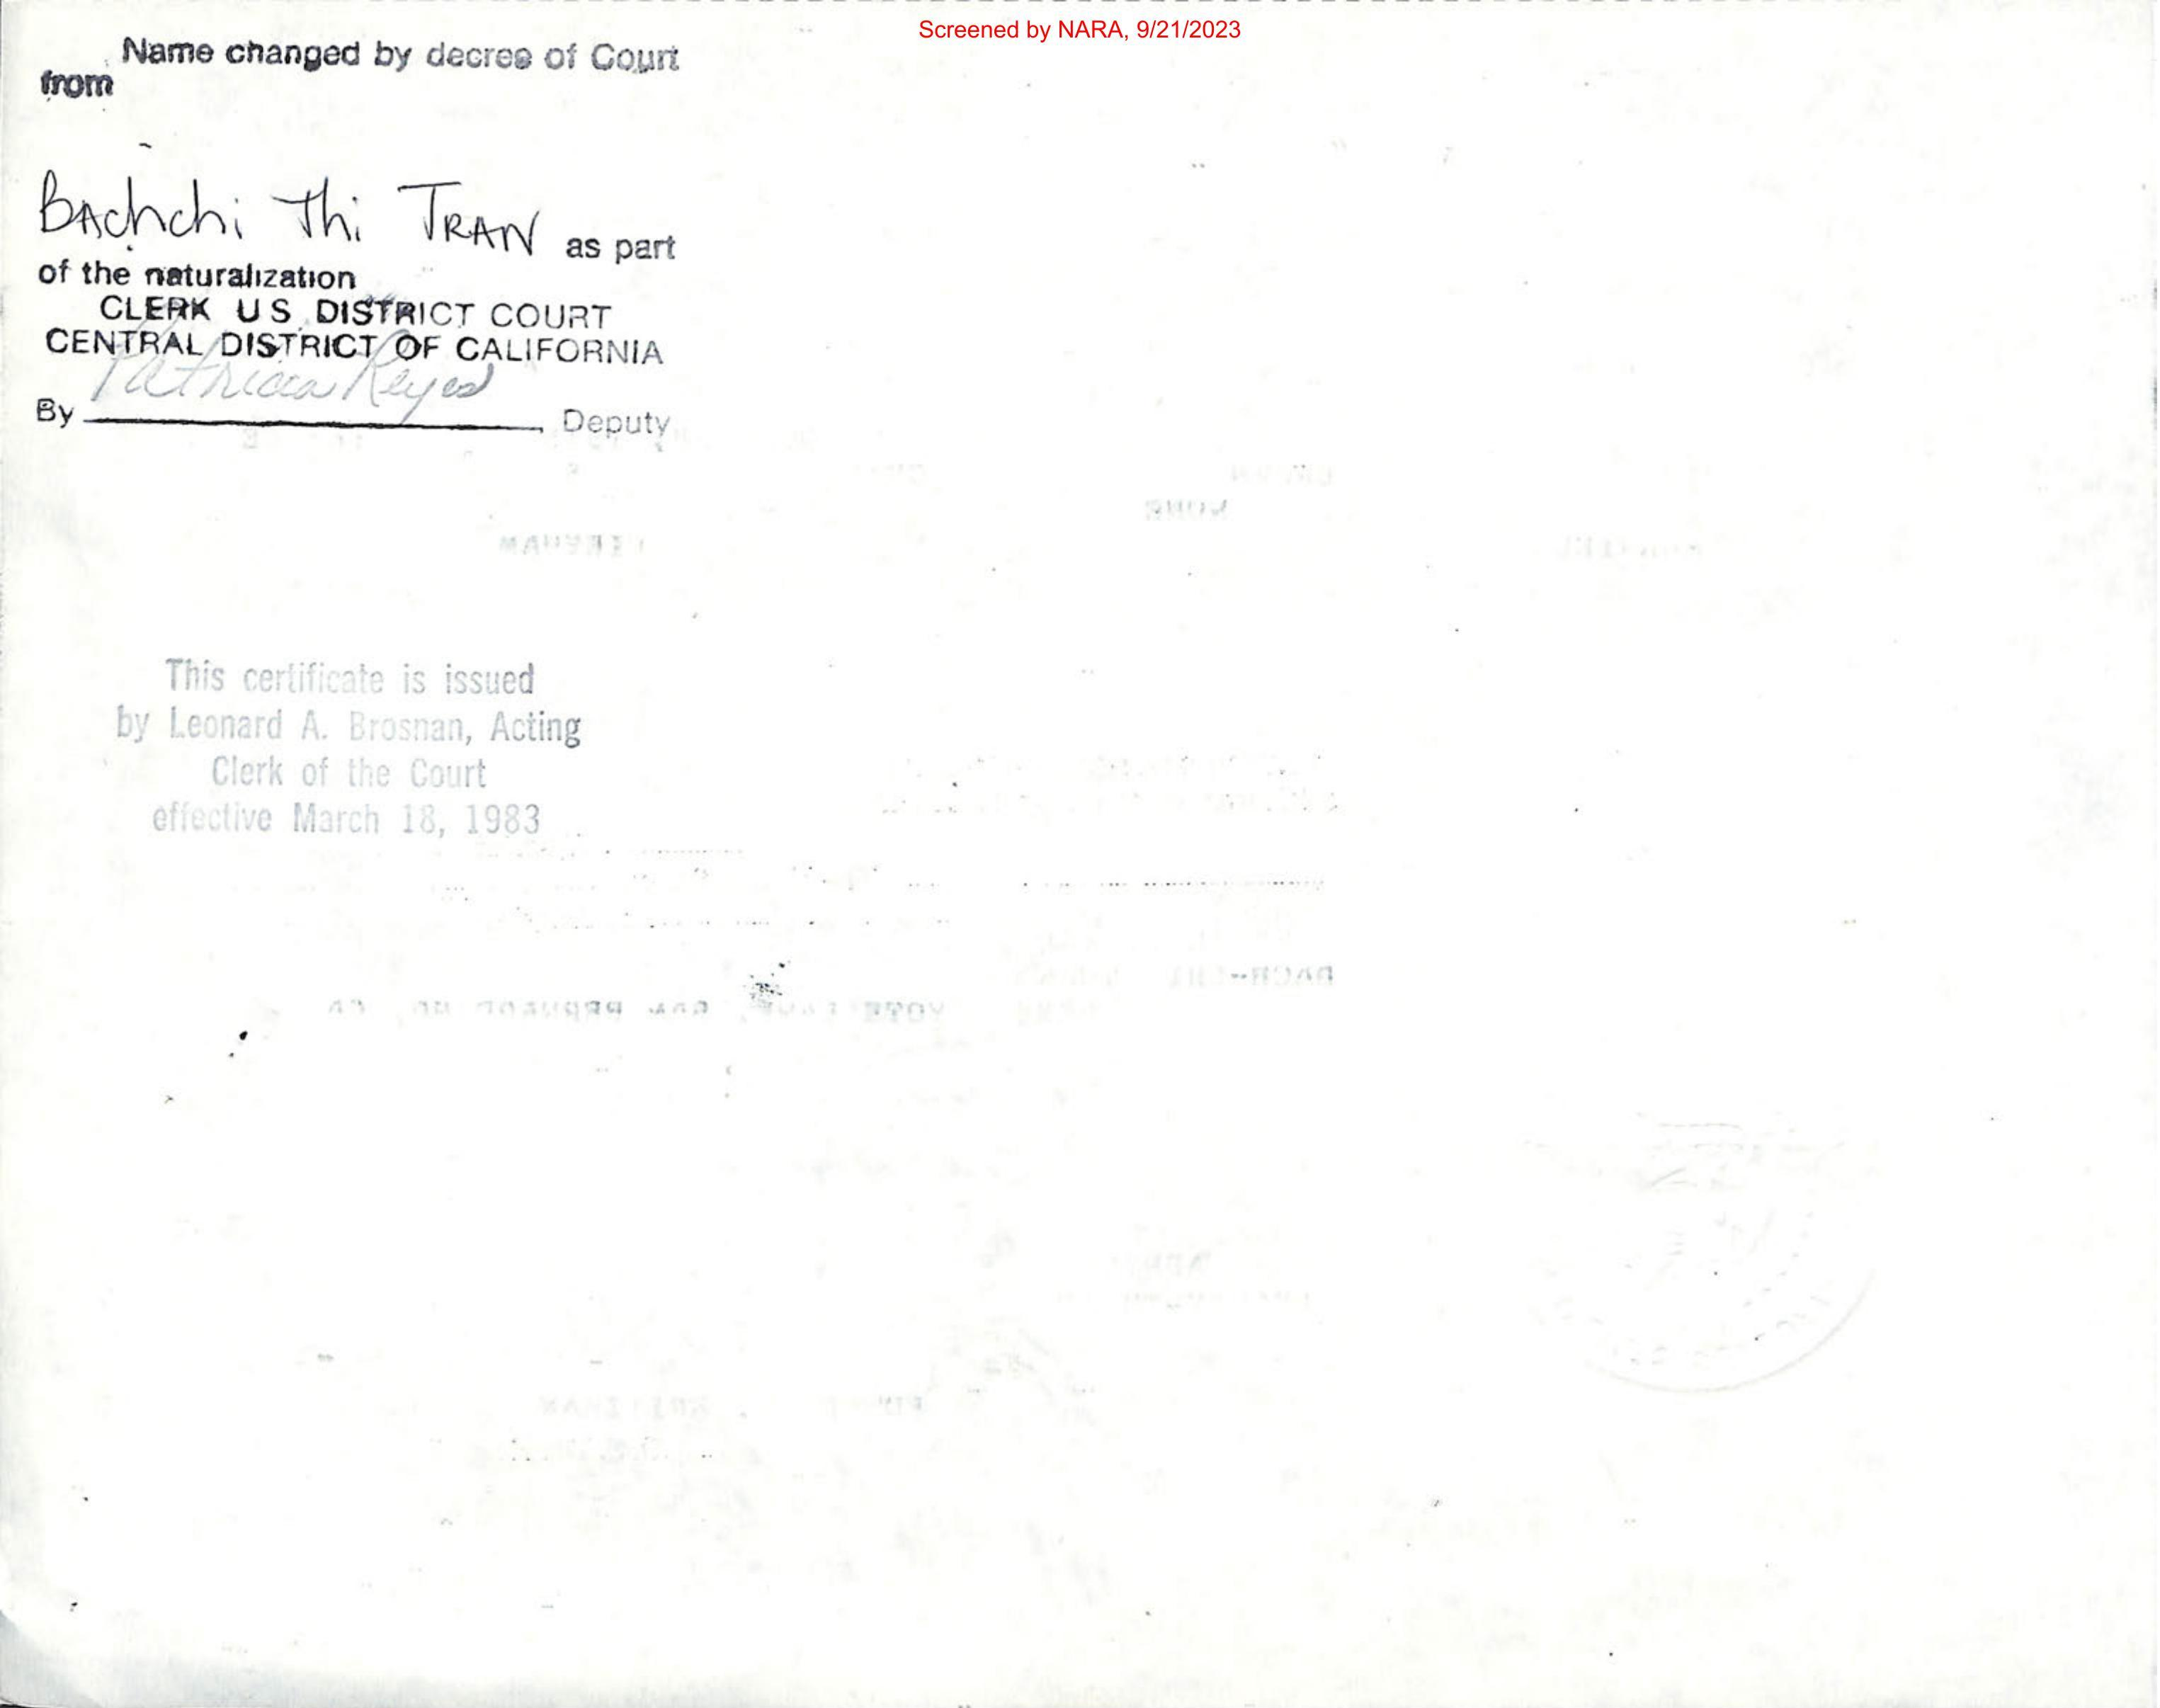 Screened by NARA, 9/21/2023
Name changed by decree of Court
from
Bachchi Thi TRAN as part
of the naturalization
CLERK U S DISTRICT COURT
CENTRAL DISTRICT OF CALIFORNIA
Patricia Reyes
By , Deputy
This certificate is issued
by Leonard A. Brosnan, Acting
Clerk of the Court
effective March 18, 1983